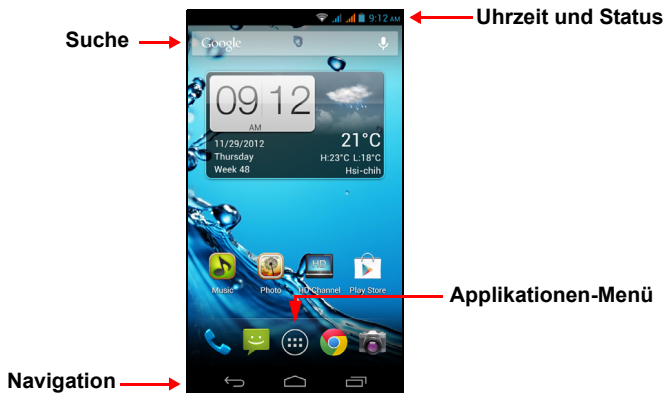 Uhrzeit und Status
9:12 AM
Suche
Google
09 12
AM
11/29/2012
Thursday
Week 48
21°C
H:23°C L:18°C
Hsi-chih
Music
Photo
HD
HD Channel
Play Store
Applikationen-Menü
Navigation